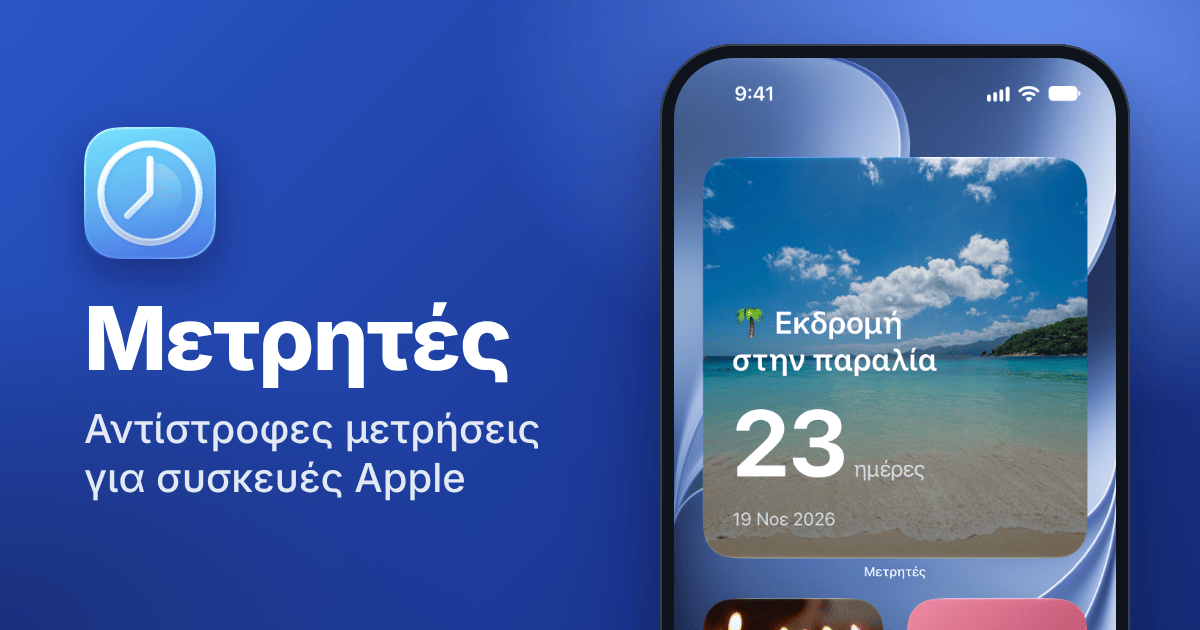 Μετρητές
Αντίστροφες μετρήσεις
για συσκευές Apple
9:41
🌴 Εκδρομή
στην παραλία
23 ημέρες
19 Νοε 2026
Μετρητές